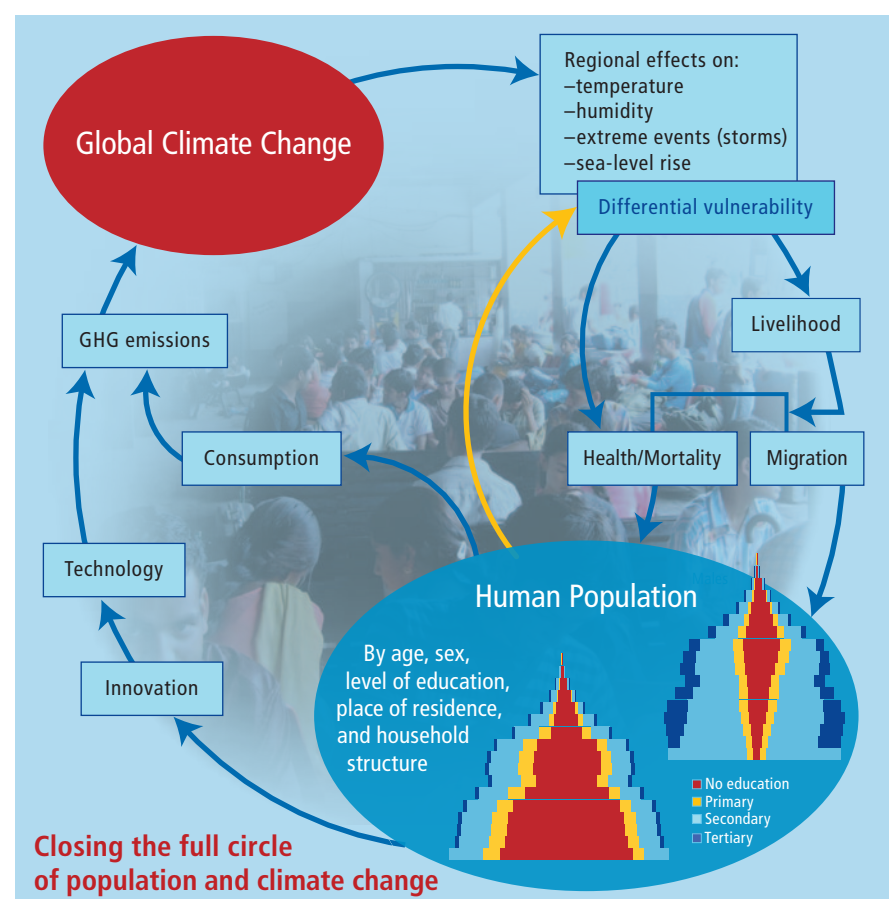 Global Climate Change
Regional effects on:
–temperature
–humidity
–extreme events (storms)
–sea-level rise
Differential vulnerability
GHG emissions
Livelihood
Consumption
Health/Mortality
Migration
Technology
Innovation
Human Population
By age, sex,
level of education,
place of residence,
and household
structure
Males
No education
Primary
Secondary
Tertiary
Closing the full circle
of population and climate change